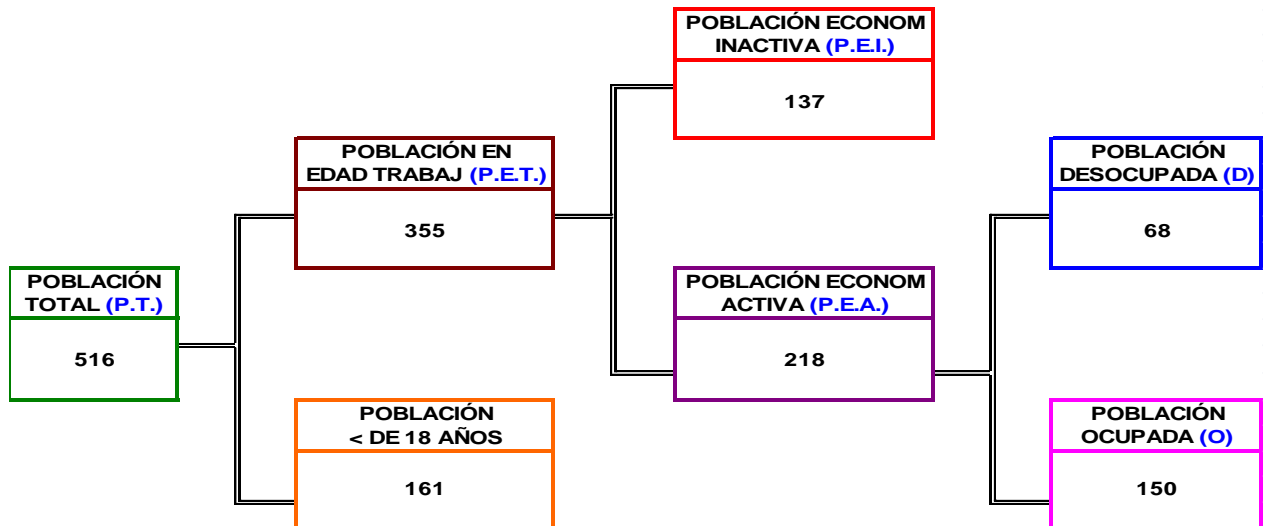 POBLACIÓN ECONOM
INACTIVA (P.E.I.)
137
POBLACIÓN EN
EDAD TRABAJ (P.E.T.)
355
POBLACIÓN
DESOCUPADA (D)
68
POBLACIÓN
TOTAL (P.T.)
516
POBLACIÓN ECONOM
ACTIVA (P.E.A.)
218
POBLACIÓN
< DE 18 AÑOS
161
POBLACIÓN
OCUPADA (O)
150